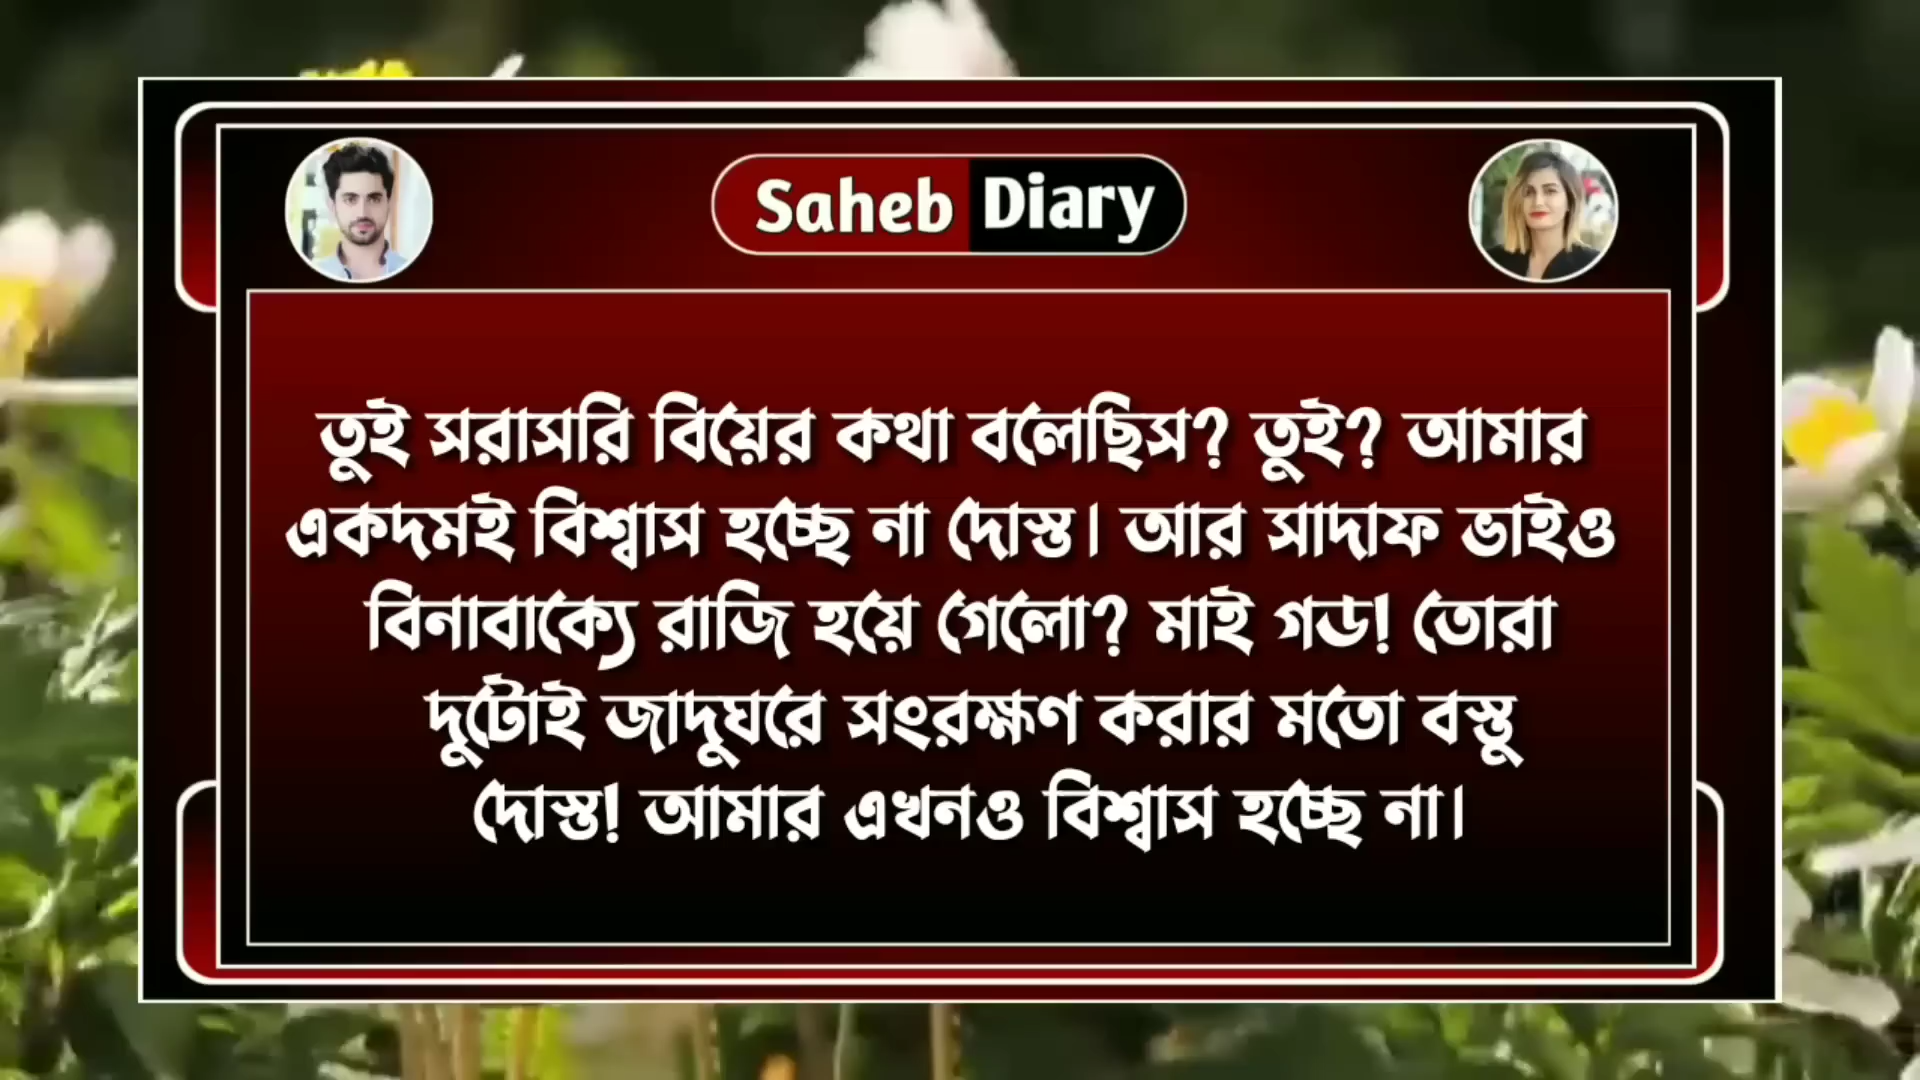 Saheb Diary
তুই সরাসরি বিয়ের কথা বলেছিস? তুই? আমার
একদমই বিশ্বাস হচ্ছে না দোস্ত। আর সাদাফ ভাইও
বিনাবাক্যে রাজি হয়ে গেলো? মাই গড! তোরা
দুটোই জাদুঘরে সংরক্ষণ করার মতো বস্তু
দোস্ত! আমার এখনও বিশ্বাস হচ্ছে না।